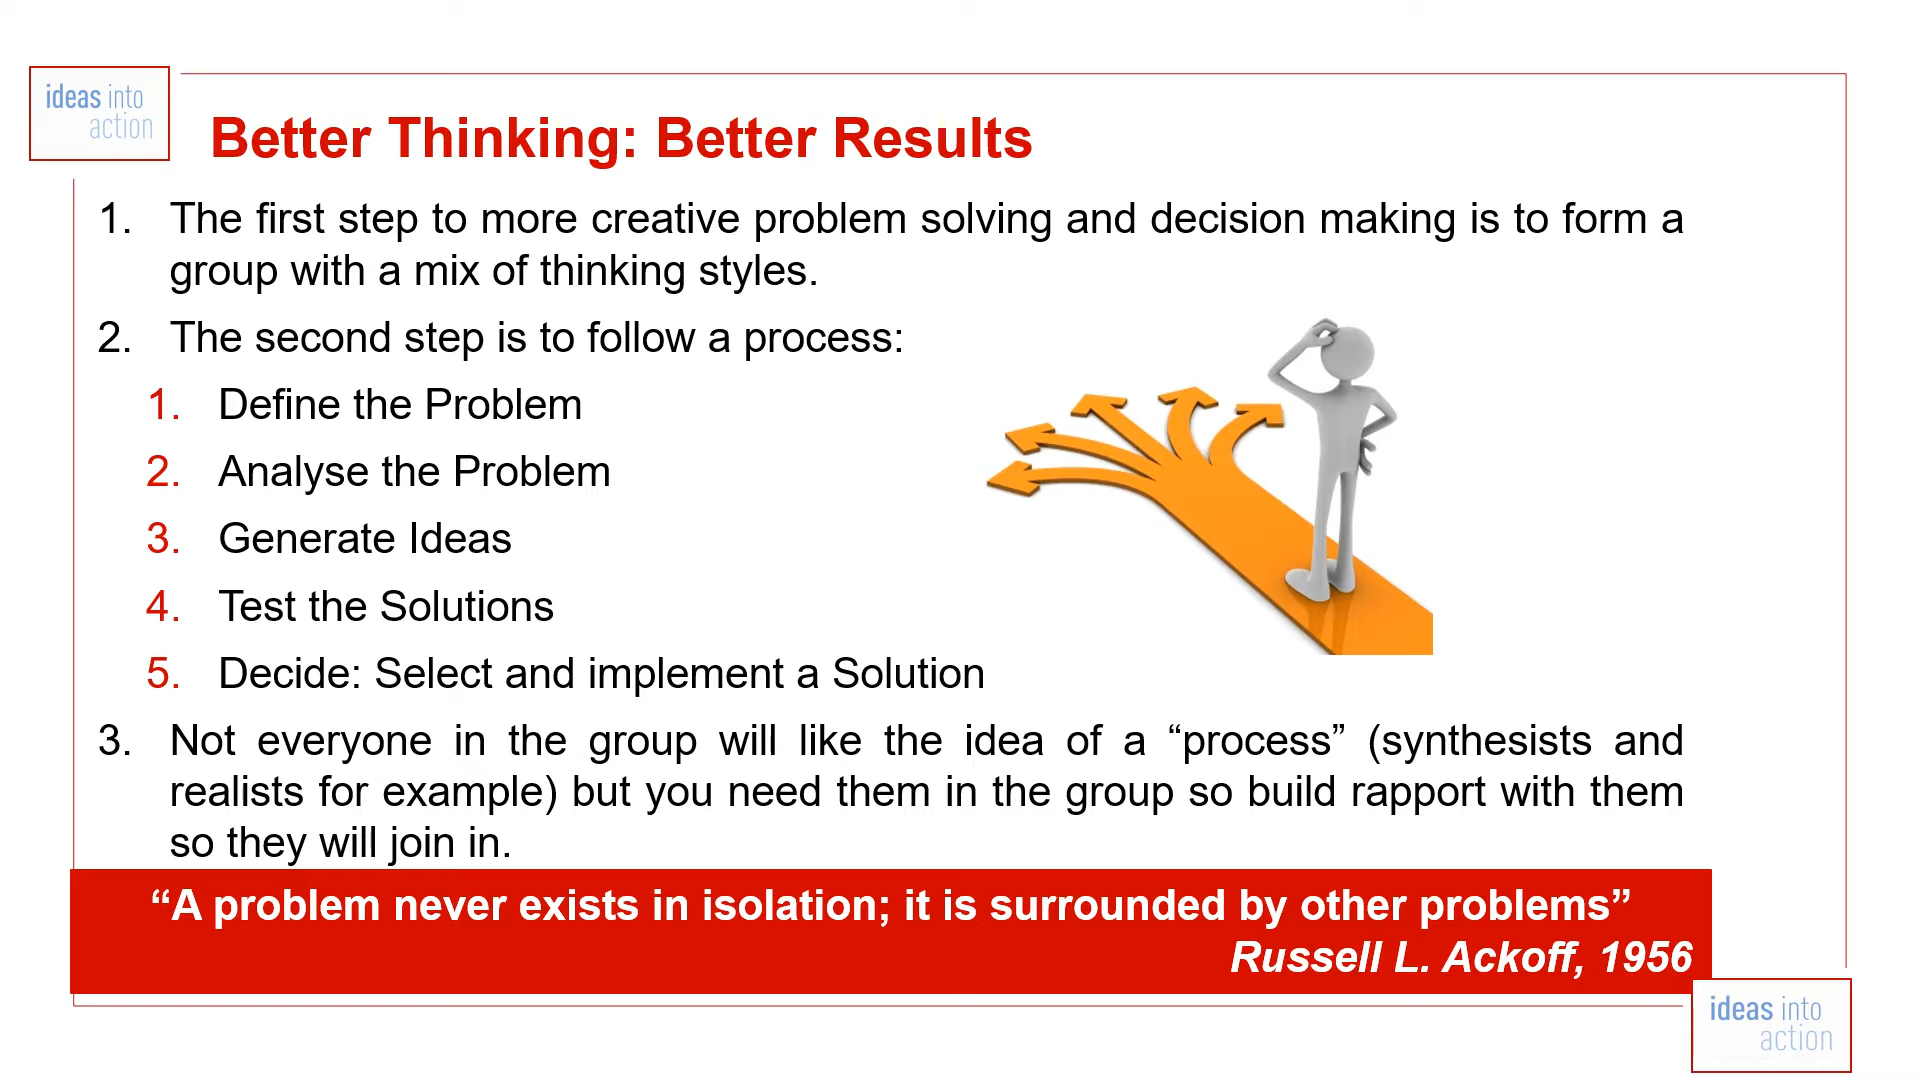 ideas into
action
Better Thinking: Better Results
1. The first step to more creative problem solving and decision making is to form a
group with a mix of thinking styles.
2. The second step is to follow a process:
1. Define the Problem
2. Analyse the Problem
3. Generate Ideas
4. Test the Solutions
5. Decide: Select and implement a Solution
3. Not everyone in the group will like the idea of a “process” (synthesists and
realists for example) but you need them in the group so build rapport with them
so they will join in.
“A problem never exists in isolation; it is surrounded by other problems”
Russell L. Ackoff, 1956
ideas into
action